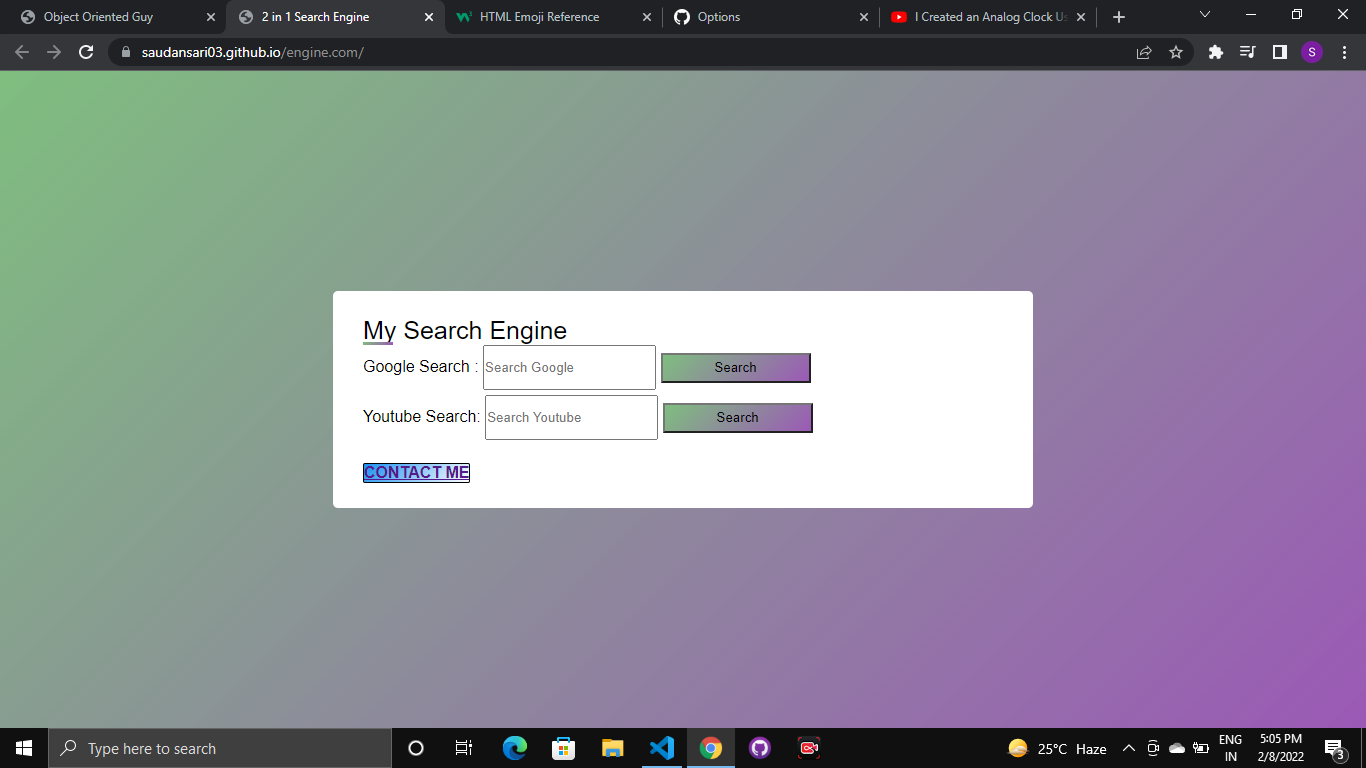 Object Oriented Guy
2 in 1 Search Engine
HTML Emoji Reference
Options
I Created an Analog Clock Us
saudansari03.github.io/engine.com/
S
My Search Engine
Google Search : Search Google Search
Youtube Search: Search Youtube Search
CONTACT ME
Type here to search
25°C Haze
ENG
IN
5:05 PM
2/8/2022
3